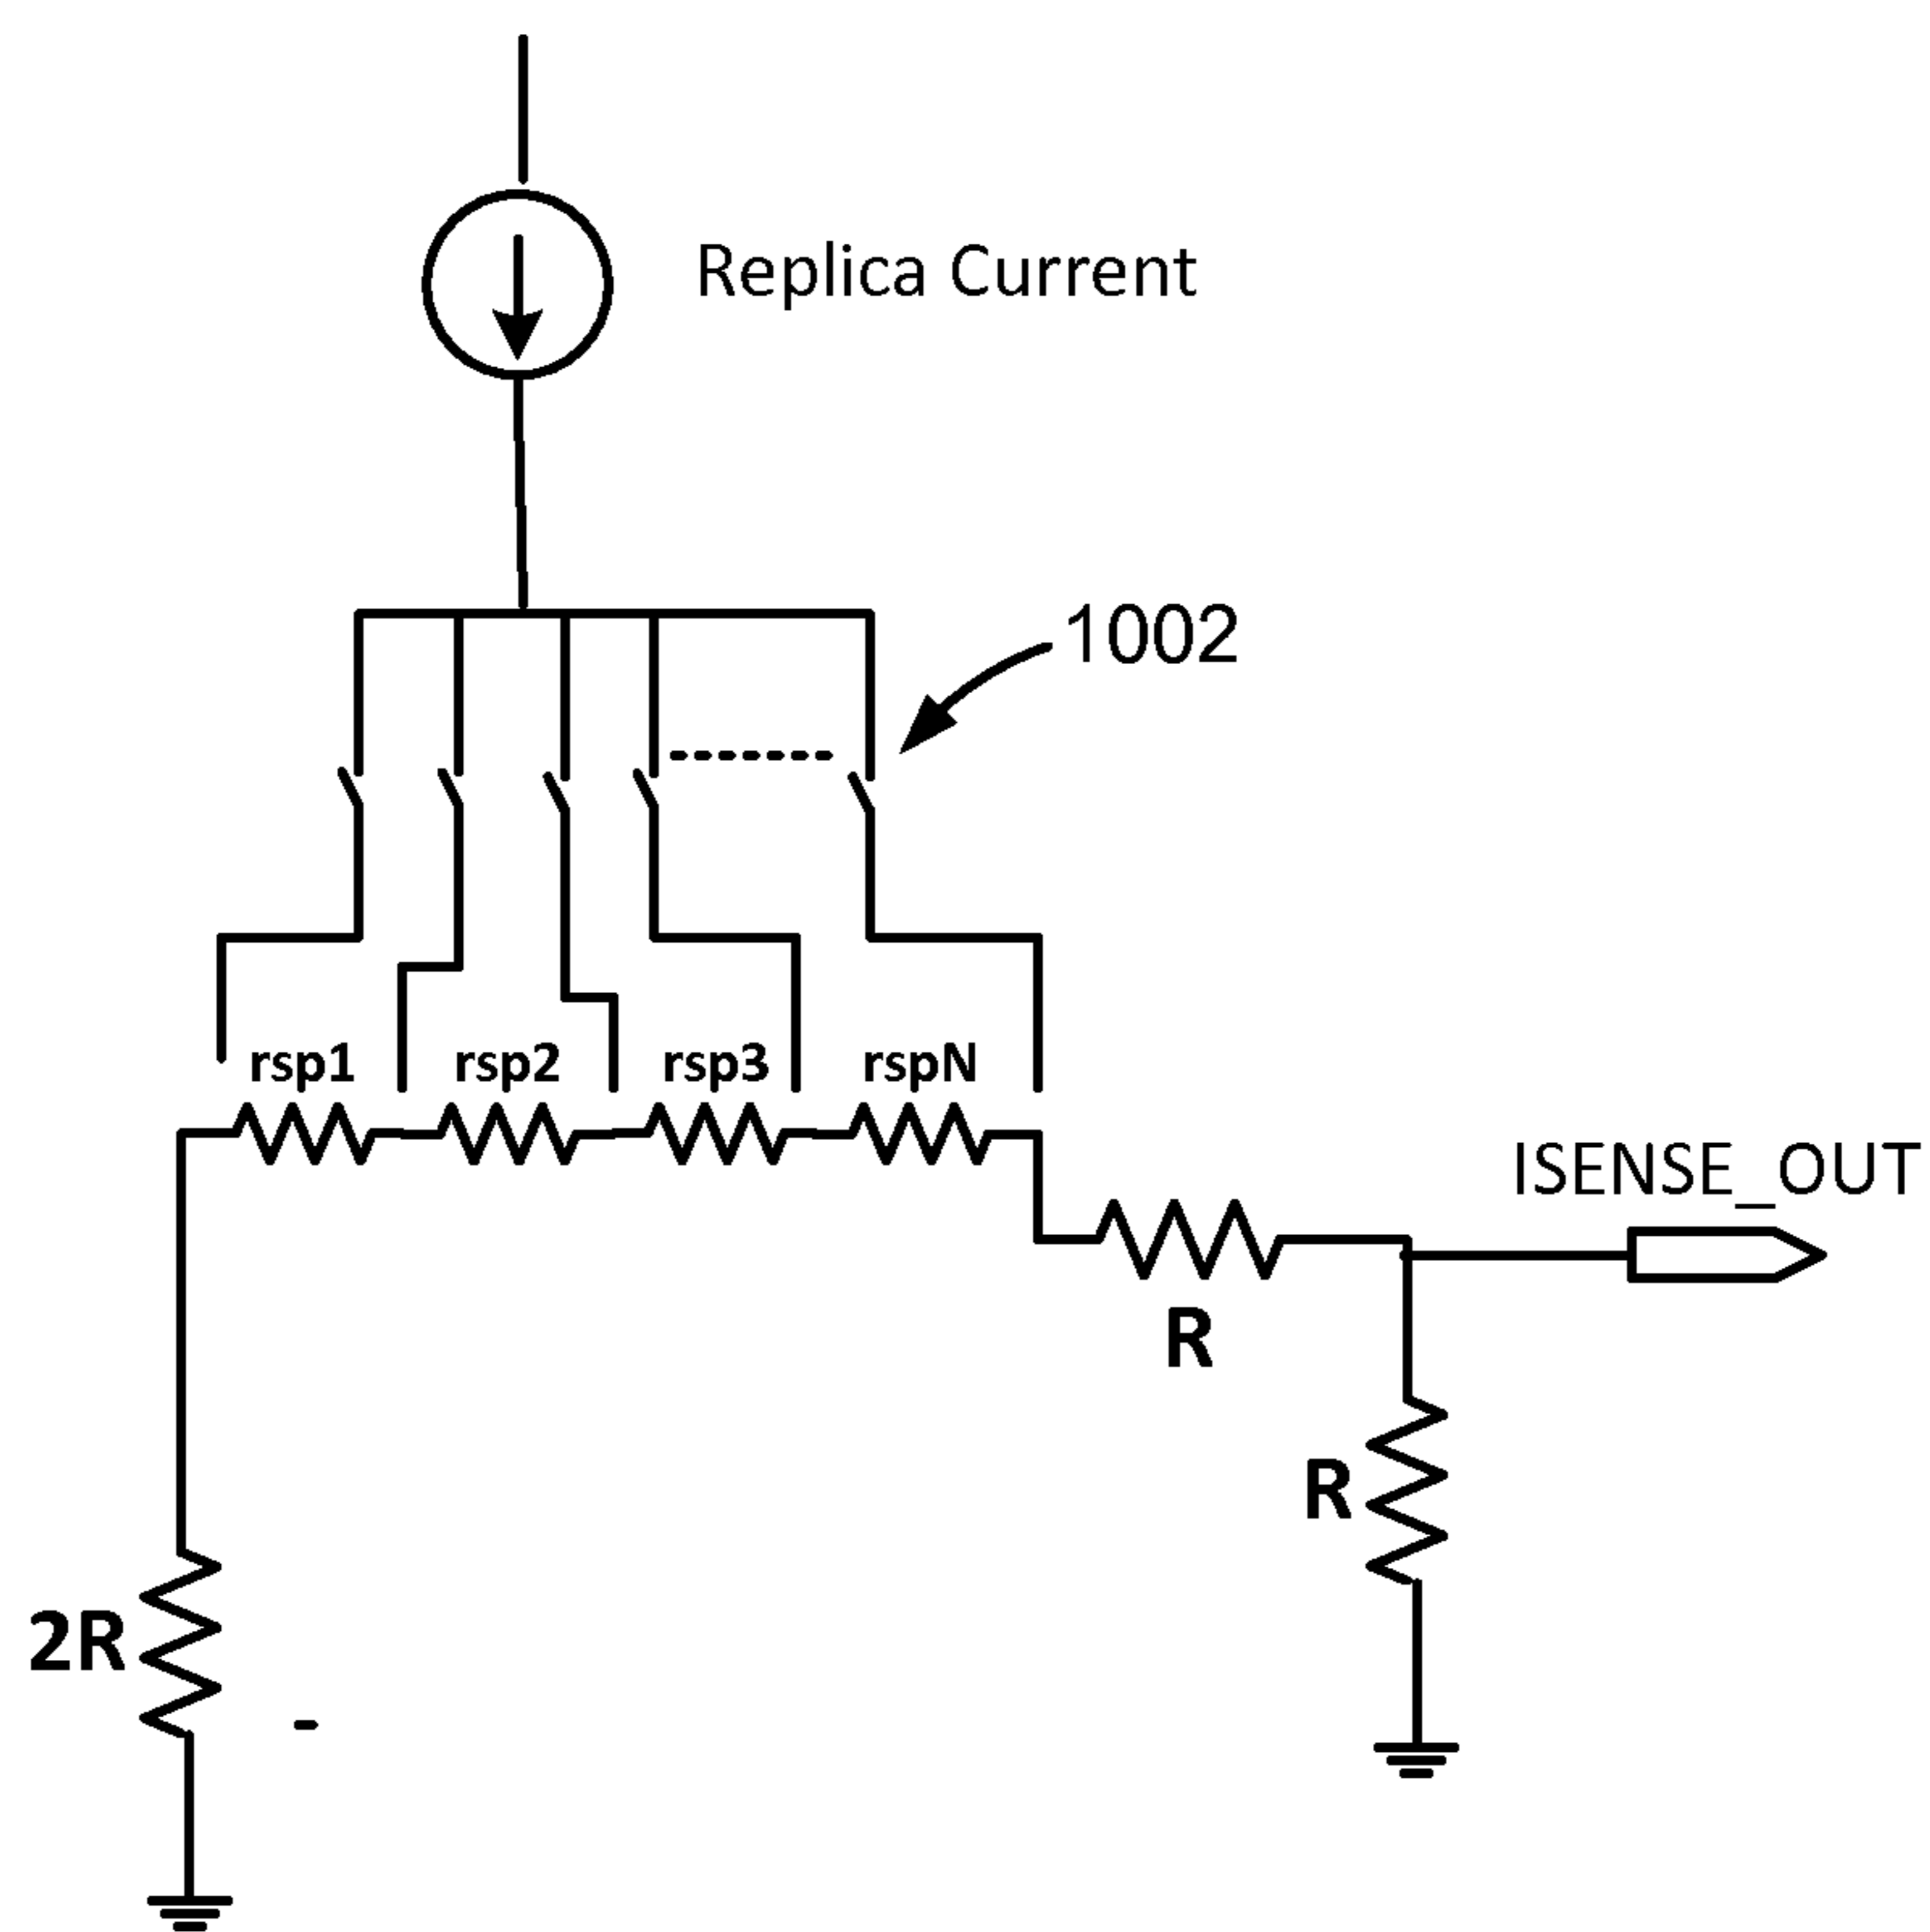 Replica Current
1002
rsp1 rsp2 rsp3 rspN
ISENSE_OUT
R
R
2R
-